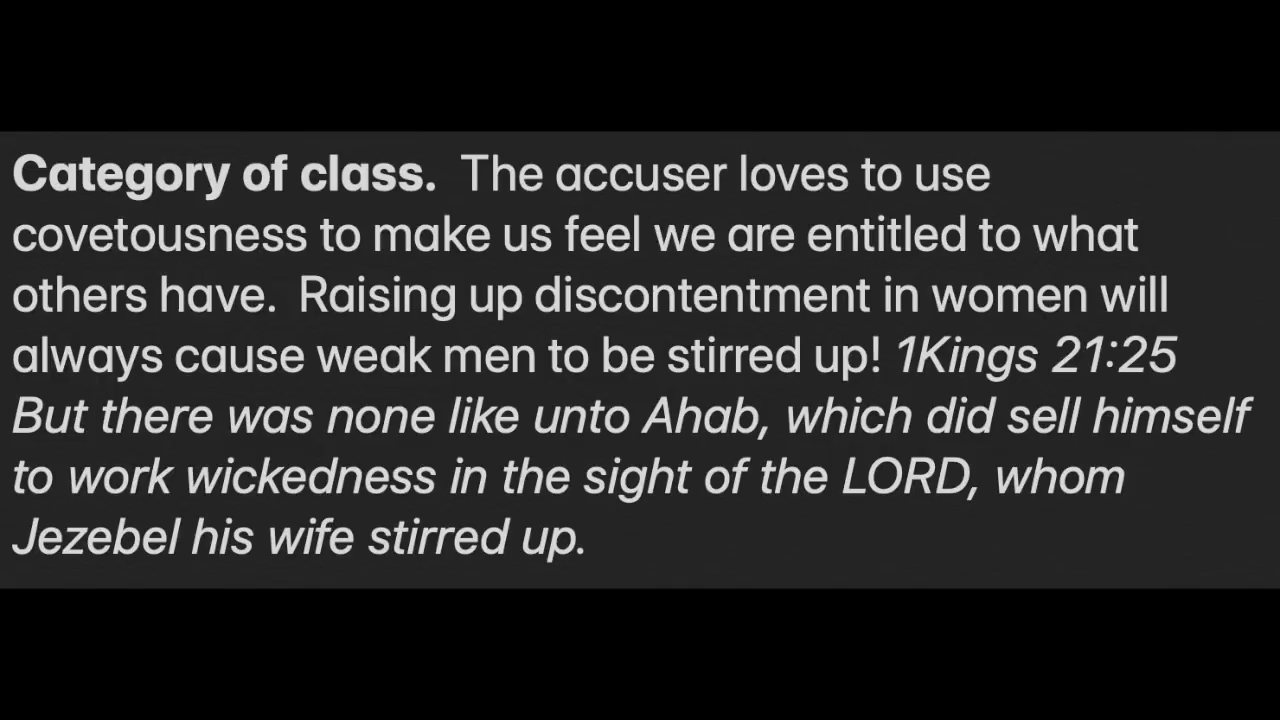 Category of class.  The accuser loves to use
covetousness to make us feel we are entitled to what
others have.  Raising up discontentment in women will
always cause weak men to be stirred up! 1Kings 21:25
But there was none like unto Ahab, which did sell himself
to work wickedness in the sight of the LORD, whom
Jezebel his wife stirred up.